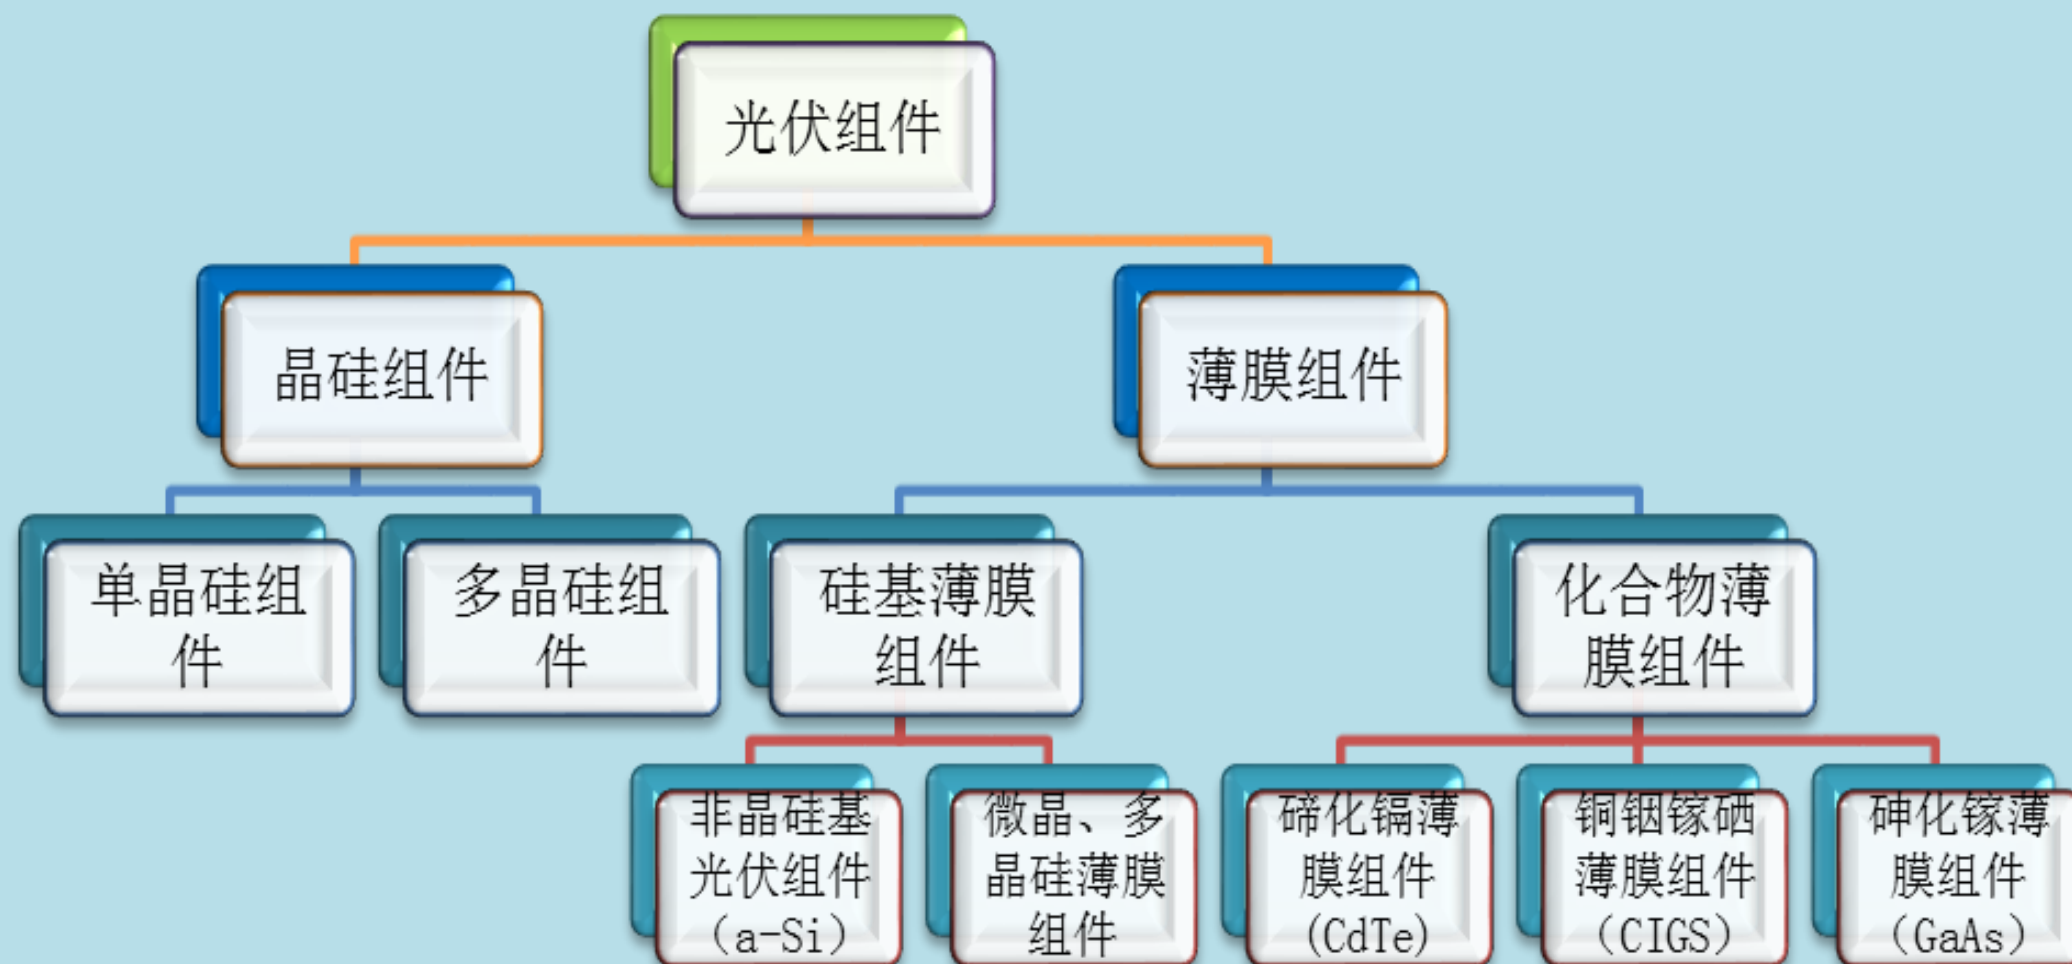 光伏组件
晶硅组件
薄膜组件
单晶硅组
件
多晶硅组
件
硅基薄膜
组件
化合物薄
膜组件
非晶硅基
光伏组件
（a-Si）
微晶、多
晶硅薄膜
组件
碲化镉薄
膜组件
(CdTe)
铜铟镓硒
薄膜组件
（CIGS）
砷化镓薄
膜组件
（GaAs）